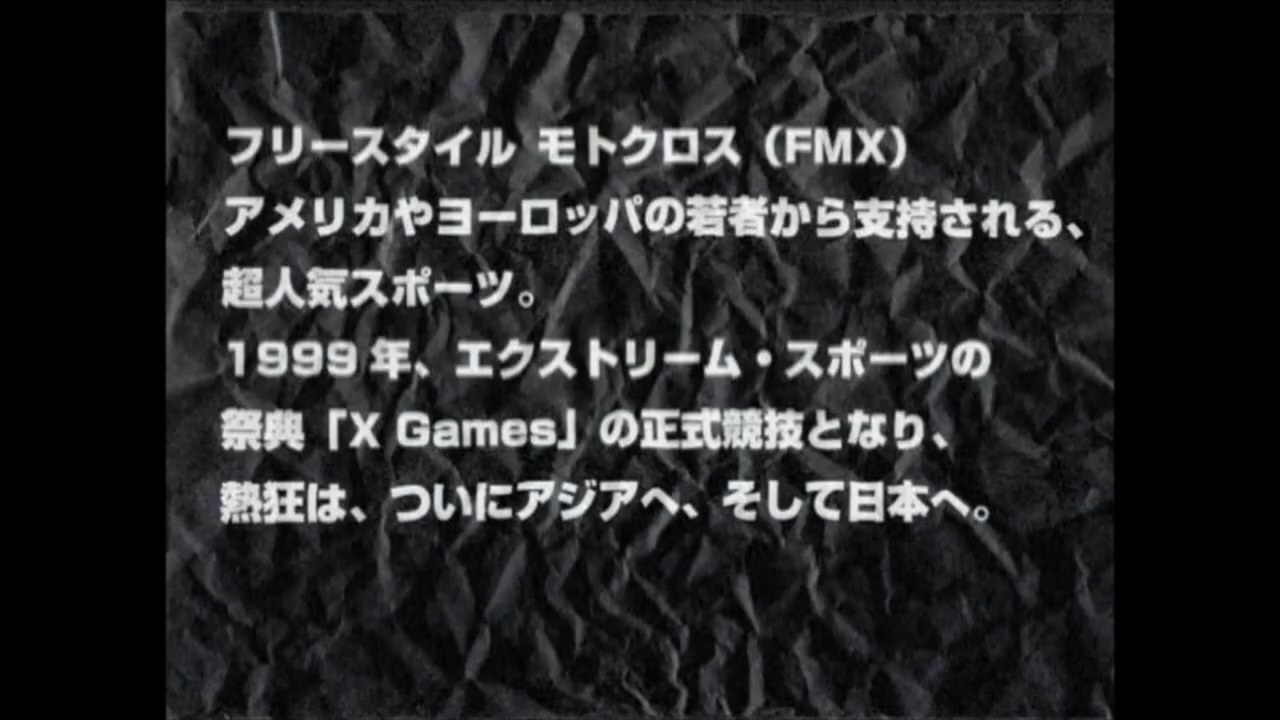 フリースタイル モトクロス（FMX）
アメリカやヨーロッパの若者から支持される、
超人気スポーツ。
1999年、エクストリーム・スポーツの
祭典「X Games」の正式競技となり、
熱狂は、ついにアジアへ、そして日本へ。